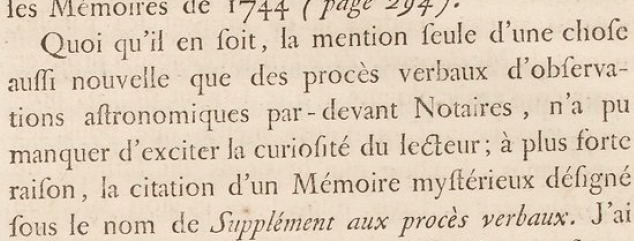 les Mémoires de 1744 (page 294).
Quoi qu'il en ſoit, la mention ſeule d'une choſe
auſſi nouvelle que des procès verbaux d'obſerva-
tions aſtronomiques par-devant Notaires, n'a pu
manquer d'exciter la curioſité du lecteur; à plus forte
raiſon, la citation d'un Mémoire myſtérieux déſigné
ſous le nom de Supplément aux procès verbaux. J'ai